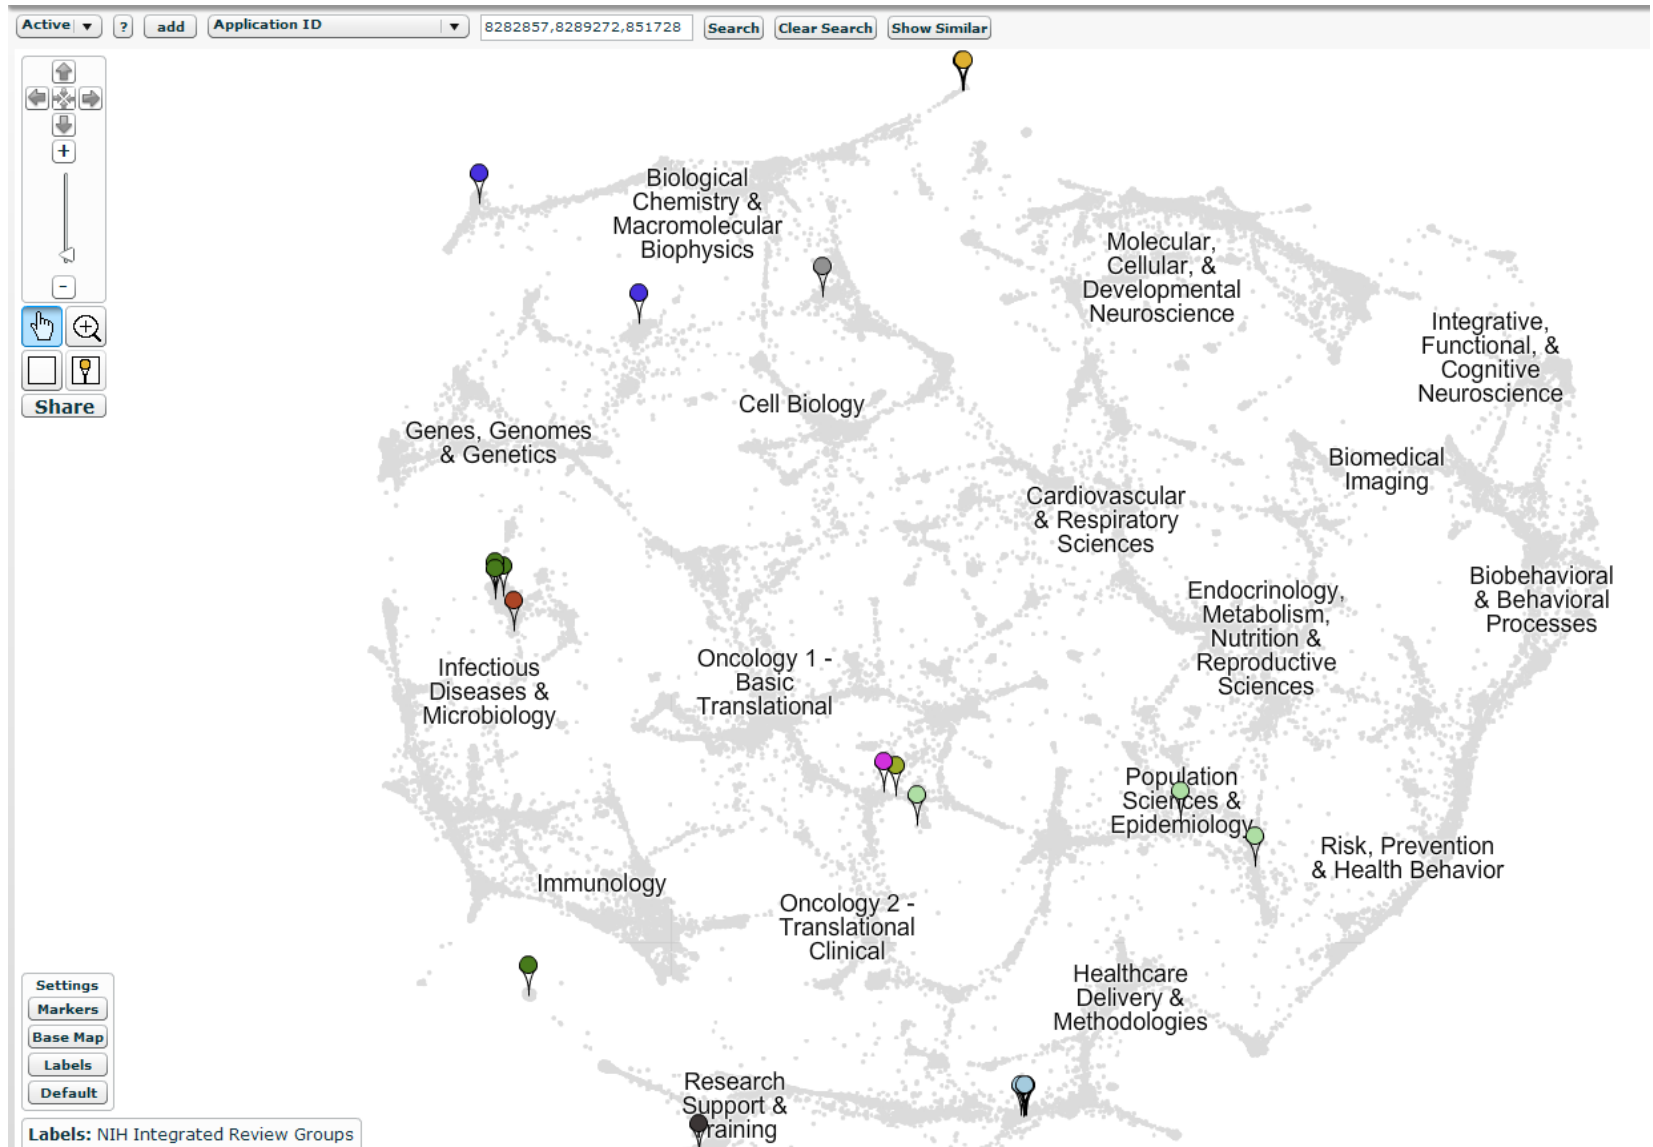 Active ? add Application ID 8282857,8289272,851728 Search Clear Search Show Similar
+
-
Share
Biological
Chemistry &
Macromolecular
Biophysics
Molecular,
Cellular, &
Developmental
Neuroscience
Integrative,
Functional, &
Cognitive
Neuroscience
Cell Biology
Genes, Genomes
& Genetics
Biomedical
Imaging
Cardiovascular
& Respiratory
Sciences
Biobehavioral
& Behavioral
Processes
Endocrinology,
Metabolism,
Nutrition &
Reproductive
Sciences
Infectious
Diseases &
Microbiology
Oncology 1 -
Basic
Translational
Population
Sciences &
Epidemiology
Risk, Prevention
& Health Behavior
Immunology
Oncology 2 -
Translational
Clinical
Healthcare
Delivery &
Methodologies
Research
Support &
Training
Settings
Markers
Base Map
Labels
Default
Labels: NIH Integrated Review Groups